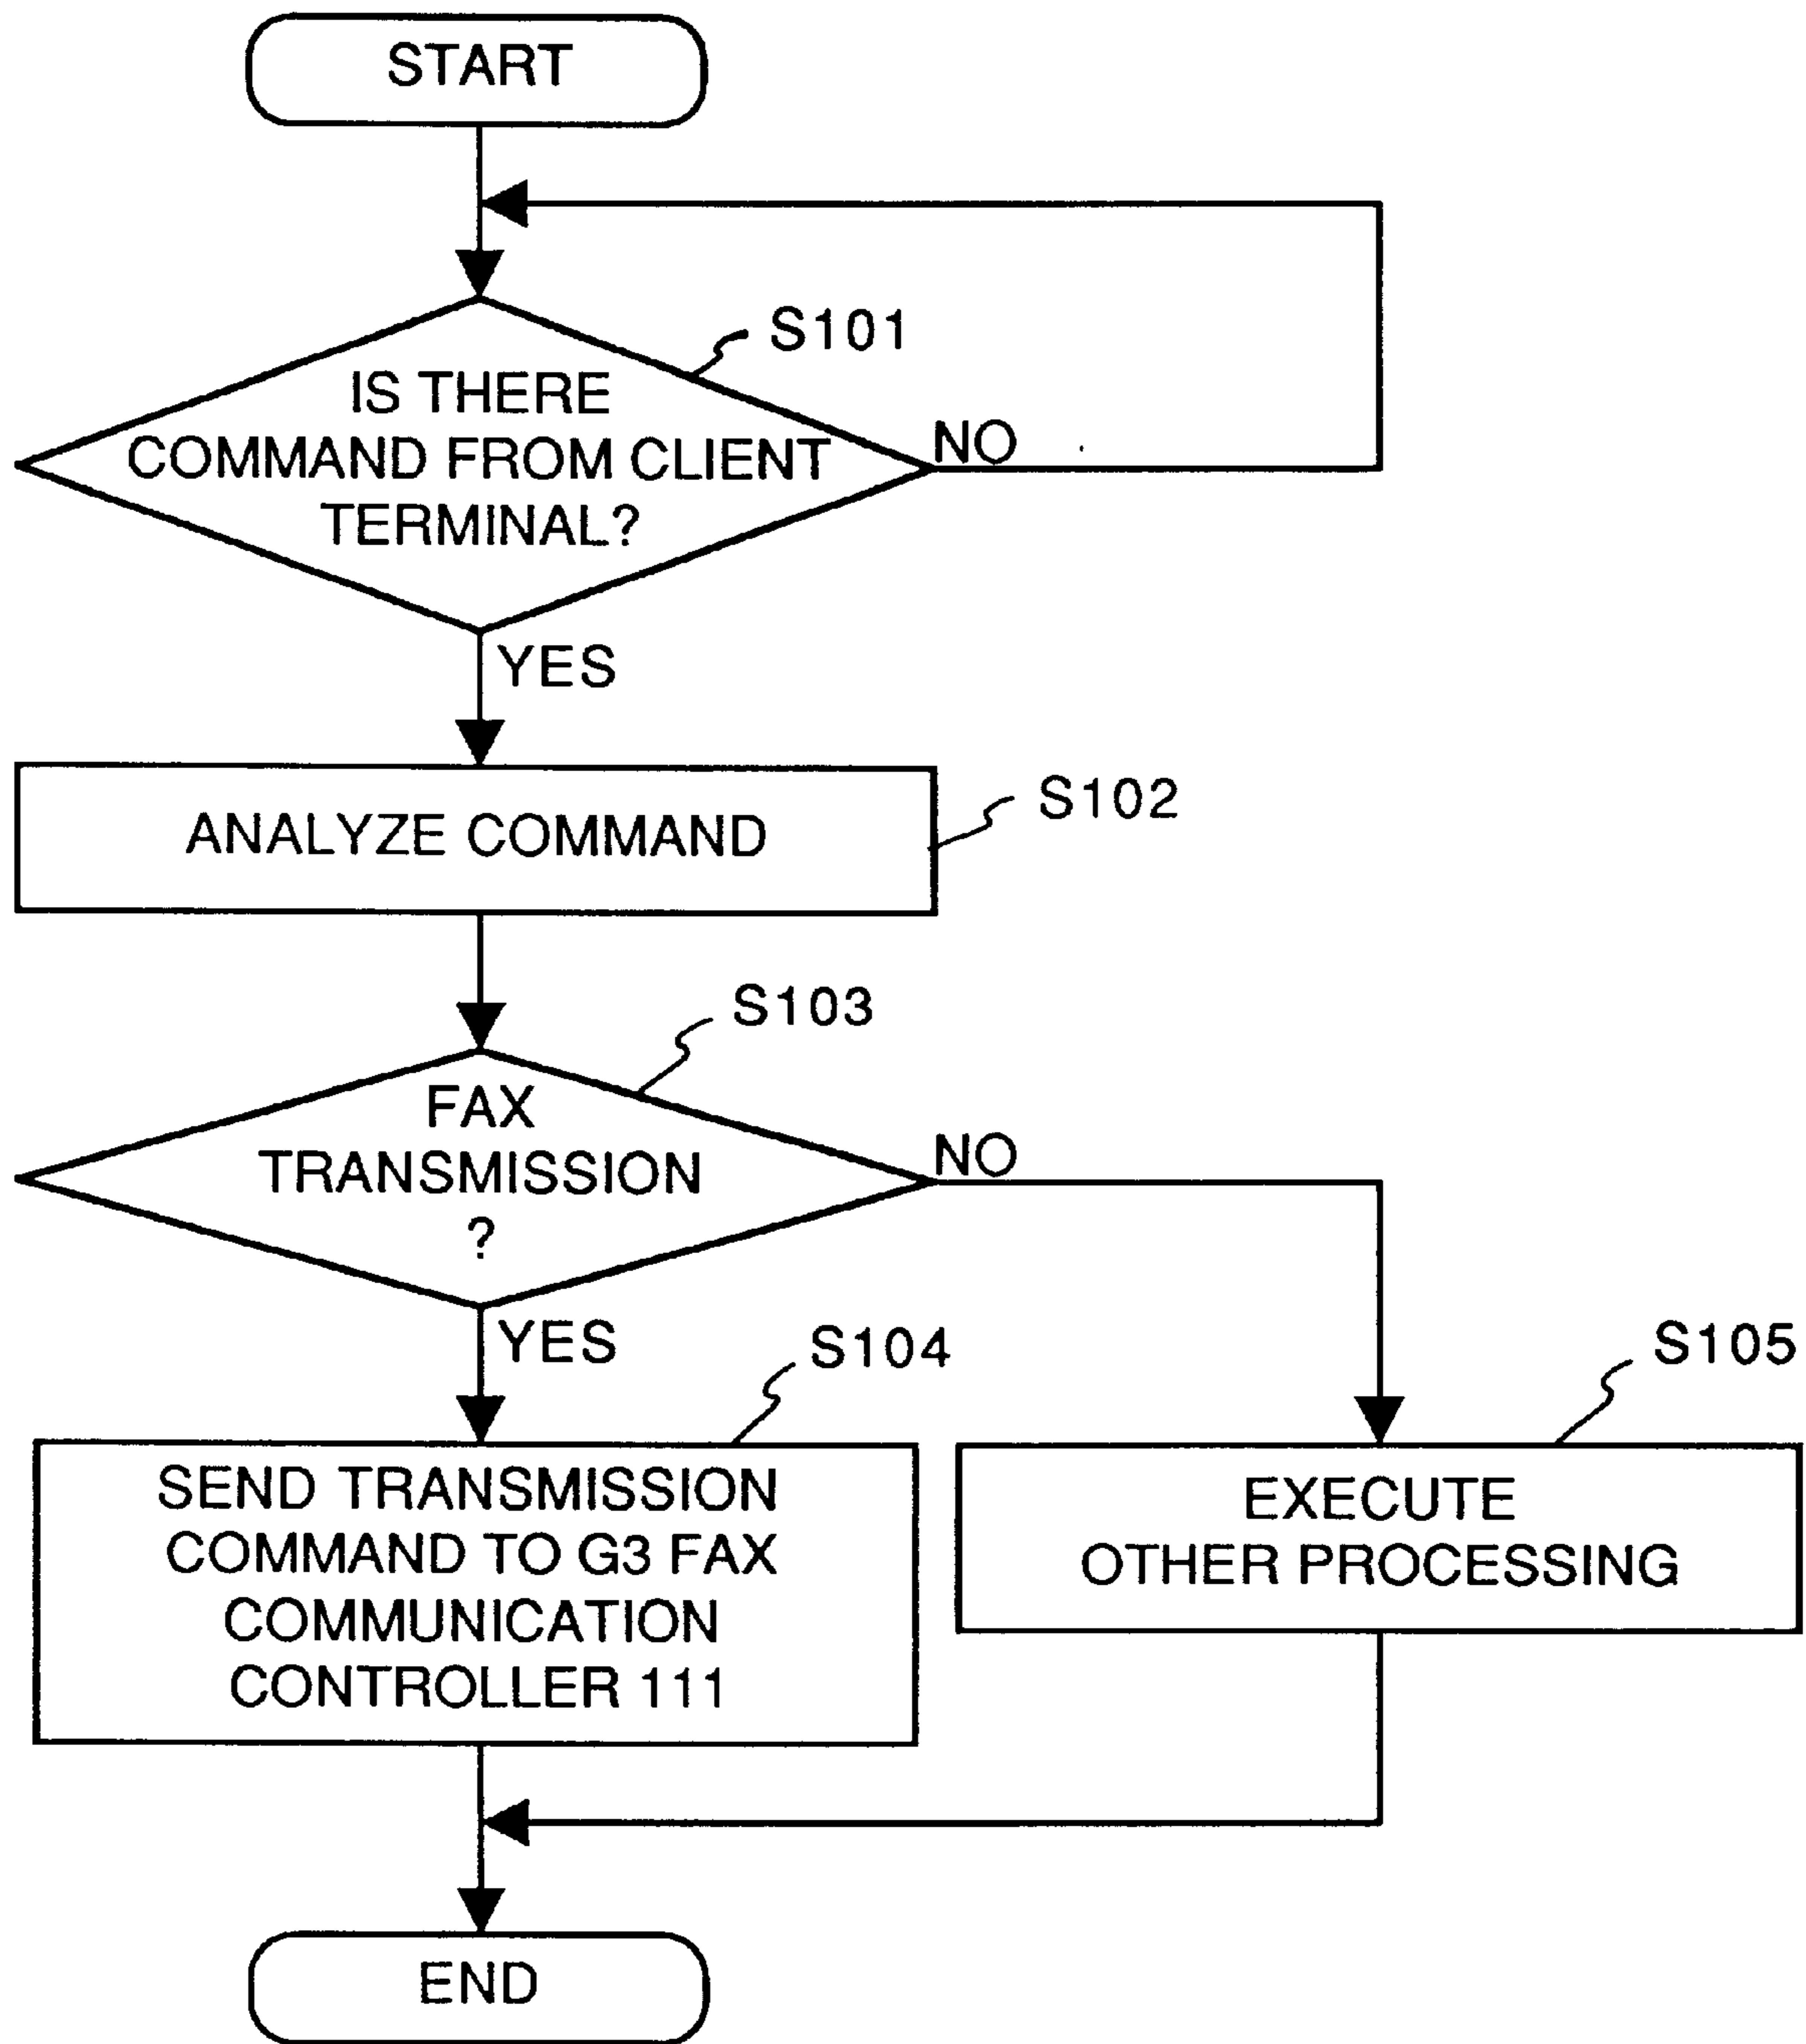 START
S101
IS THERE
COMMAND FROM CLIENT
TERMINAL?
NO
YES
ANALYZE COMMAND
S102
S103
FAX
TRANSMISSION
?
NO
YES
S104
S105
SEND TRANSMISSION
COMMAND TO G3 FAX
COMMUNICATION
CONTROLLER 111
EXECUTE
OTHER PROCESSING
END